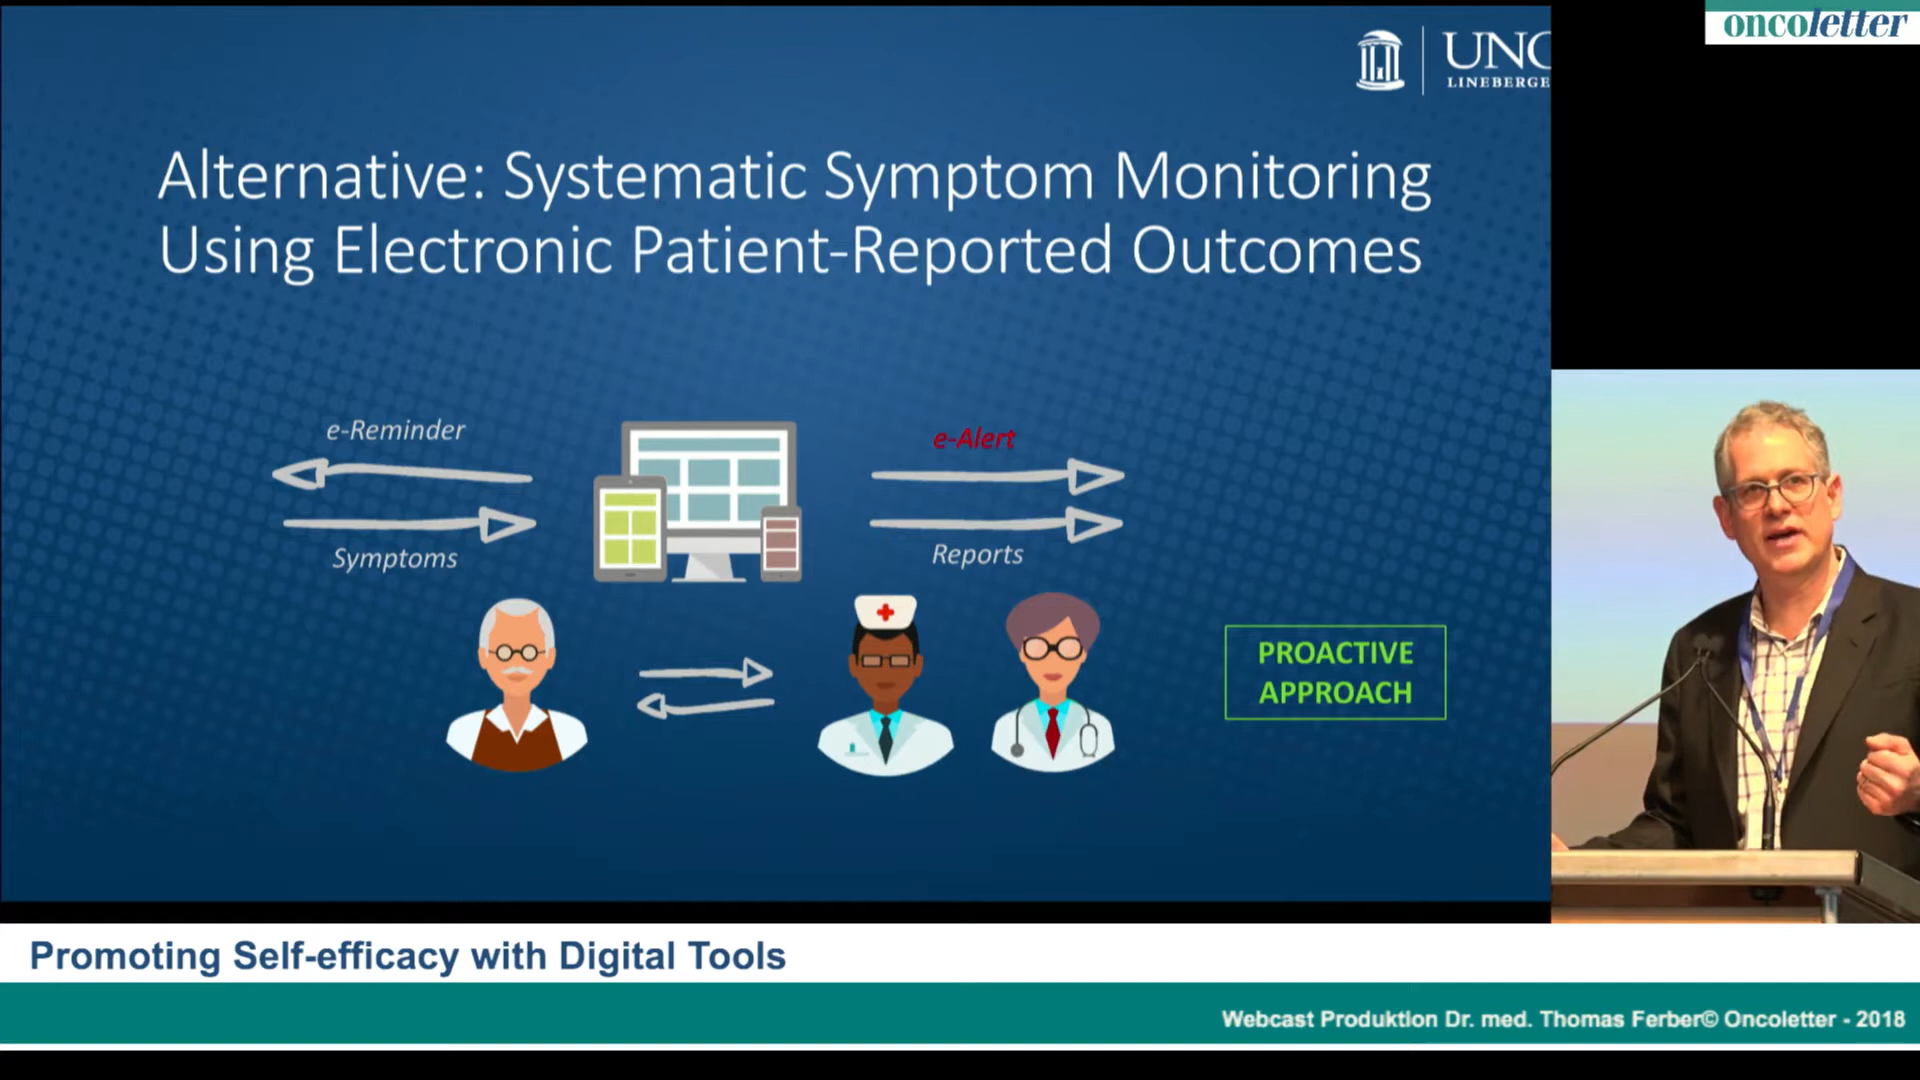 oncoletter
UNC
LINEBERGE
Alternative: Systematic Symptom Monitoring
Using Electronic Patient-Reported Outcomes
e-Reminder
e-Alert
Symptoms
Reports
PROACTIVE
APPROACH
Promoting Self-efficacy with Digital Tools
Webcast Produktion Dr. med. Thomas Ferber© Oncoletter - 2018